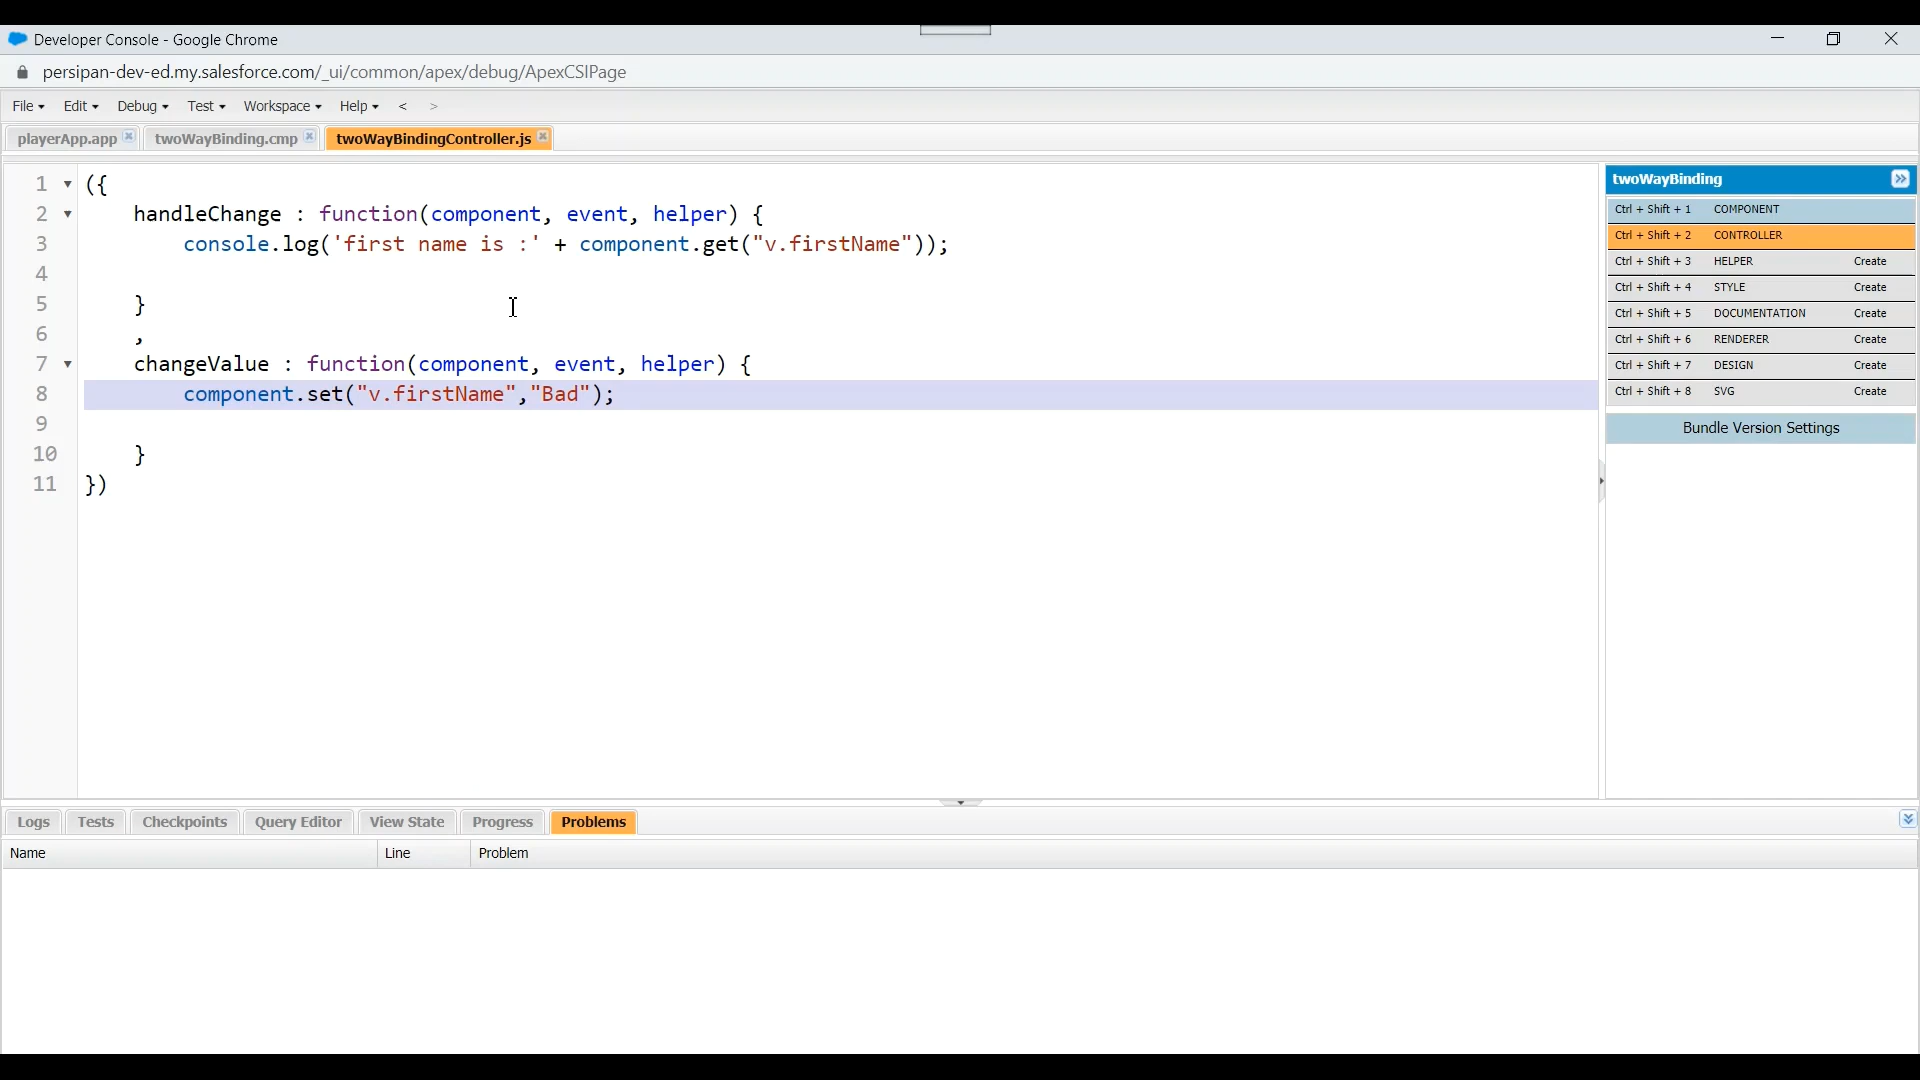 Developer Console - Google Chrome
persipan-dev-ed.my.salesforce.com/_ui/common/apex/debug/ApexCSIPage
File Edit Debug Test Workspace Help < >
playerApp.app twoWayBinding.cmp twoWayBindingController.js
1 ({
2 handleChange : function(component, event, helper) {
3 console.log('first name is :' + component.get("v.firstName"));
4
5 }
6 ,
7 changeValue : function(component, event, helper) {
8 component.set("v.firstName","Bad");
9
10 }
11 })
twoWayBinding
Ctrl + Shift + 1 COMPONENT
Ctrl + Shift + 2 CONTROLLER
Ctrl + Shift + 3 HELPER Create
Ctrl + Shift + 4 STYLE Create
Ctrl + Shift + 5 DOCUMENTATION Create
Ctrl + Shift + 6 RENDERER Create
Ctrl + Shift + 7 DESIGN Create
Ctrl + Shift + 8 SVG Create
Bundle Version Settings
Logs Tests Checkpoints Query Editor View State Progress Problems
Name Line Problem